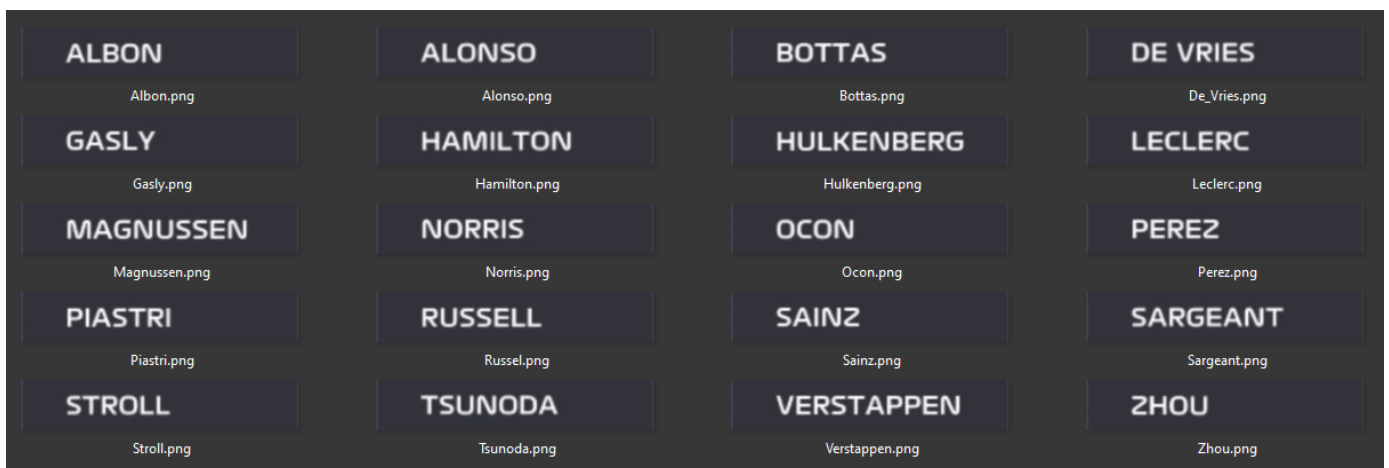 ALBON ALONSO BOTTAS DE VRIES
Albon.png Alonso.png Bottas.png De_Vries.png
GASLY HAMILTON HULKENBERG LECLERC
Gasly.png Hamilton.png Hulkenberg.png Leclerc.png
MAGNUSSEN NORRIS OCON PEREZ
Magnussen.png Norris.png Ocon.png Perez.png
PIASTRI RUSSELL SAINZ SARGEANT
Piastri.png Russel.png Sainz.png Sargeant.png
STROLL TSUNODA VERSTAPPEN ZHOU
Stroll.png Tsunoda.png Verstappen.png Zhou.png